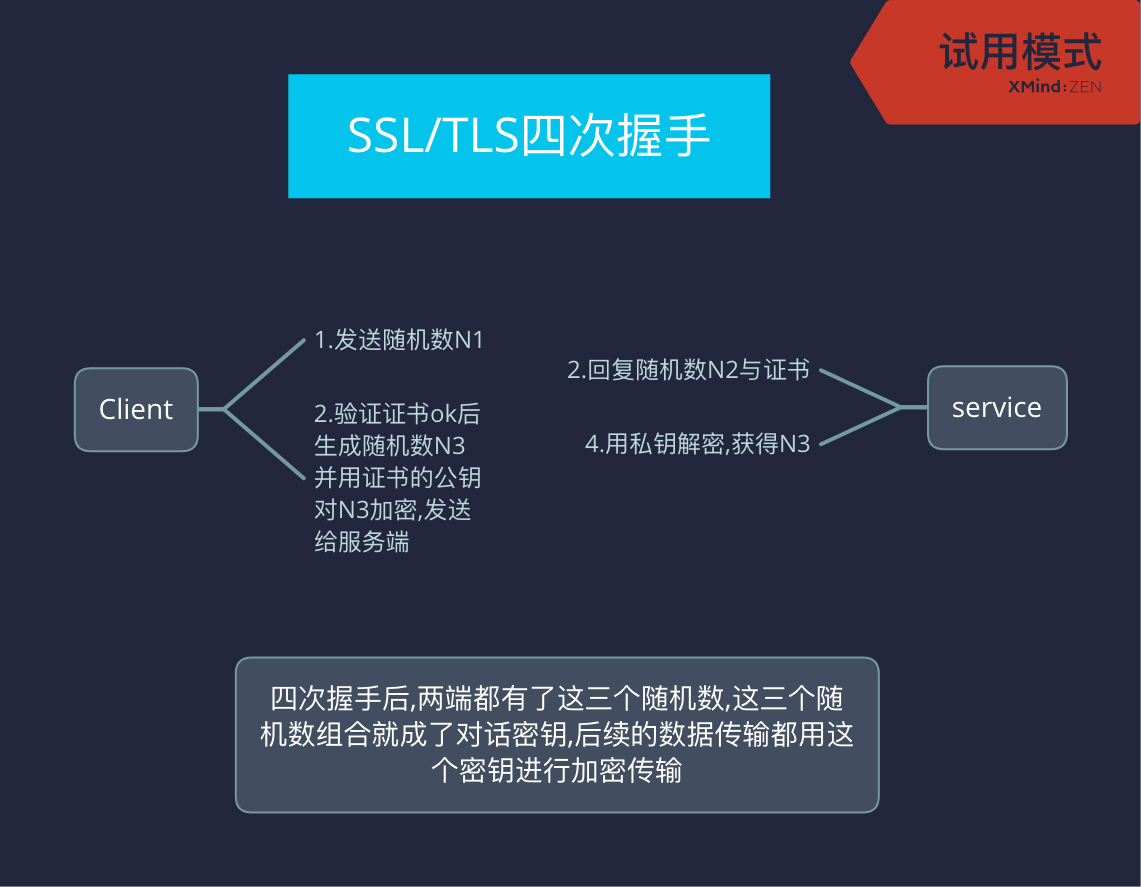 试用模式
XMind:ZEN
SSL/TLS四次握手
Client
1.发送随机数N1
2.验证证书ok后
生成随机数N3
并用证书的公钥
对N3加密,发送
给服务端
2.回复随机数N2与证书
4.用私钥解密,获得N3
service
四次握手后,两端都有了这三个随机数,这三个随
机数组合就成了对话密钥,后续的数据传输都用这
个密钥进行加密传输